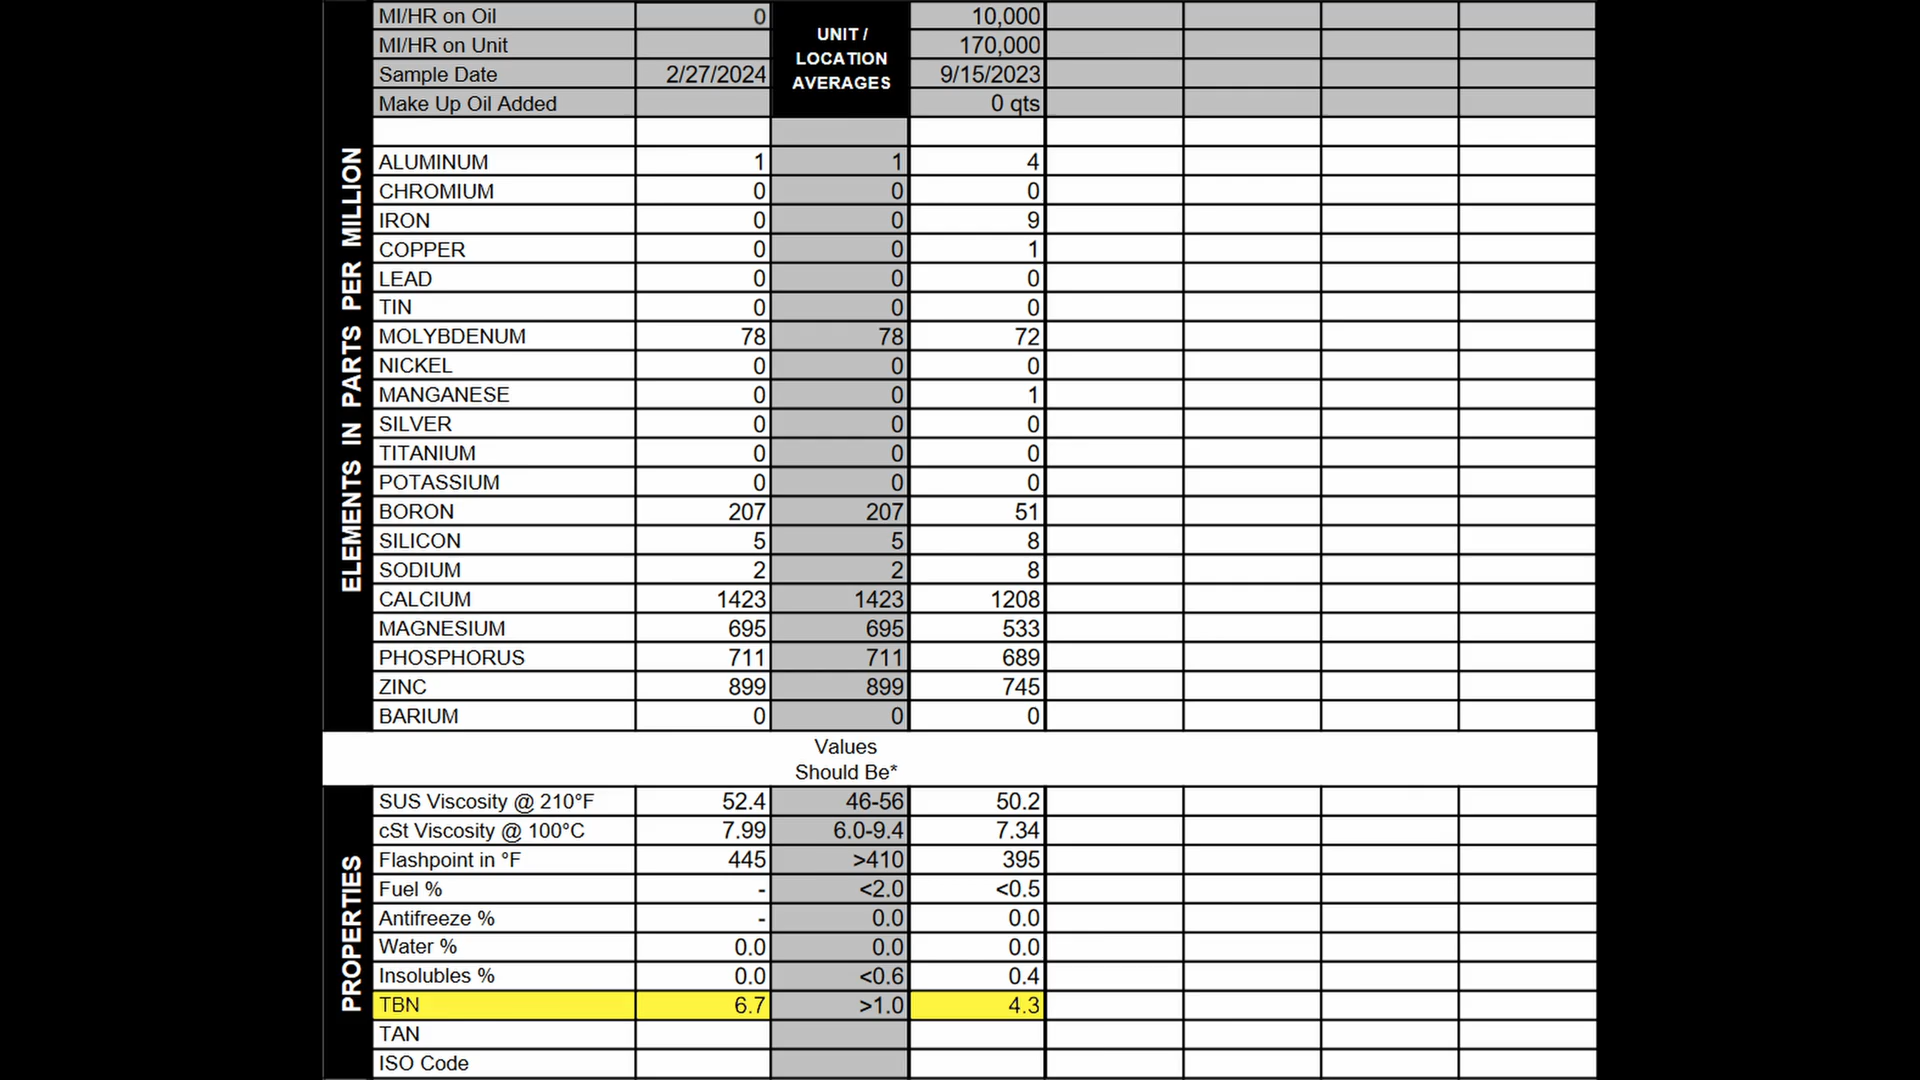 MI/HR on Oil 0 UNIT / LOCATION AVERAGES 10,000
MI/HR on Unit 170,000
Sample Date 2/27/2024 9/15/2023
Make Up Oil Added 0 qts
ELEMENTS IN PARTS PER MILLION
ALUMINUM 1 1 4
CHROMIUM 0 0 0
IRON 0 0 9
COPPER 0 0 1
LEAD 0 0 0
TIN 0 0 0
MOLYBDENUM 78 78 72
NICKEL 0 0 0
MANGANESE 0 0 1
SILVER 0 0 0
TITANIUM 0 0 0
POTASSIUM 0 0 0
BORON 207 207 51
SILICON 5 5 8
SODIUM 2 2 8
CALCIUM 1423 1423 1208
MAGNESIUM 695 695 533
PHOSPHORUS 711 711 689
ZINC 899 899 745
BARIUM 0 0 0
Values
Should Be*
PROPERTIES
SUS Viscosity @ 210°F 52.4 46-56 50.2
cSt Viscosity @ 100°C 7.99 6.0-9.4 7.34
Flashpoint in °F 445 >410 395
Fuel % - <2.0 <0.5
Antifreeze % - 0.0 0.0
Water % 0.0 0.0 0.0
Insolubles % 0.0 <0.6 0.4
TBN 6.7 >1.0 4.3
TAN
ISO Code